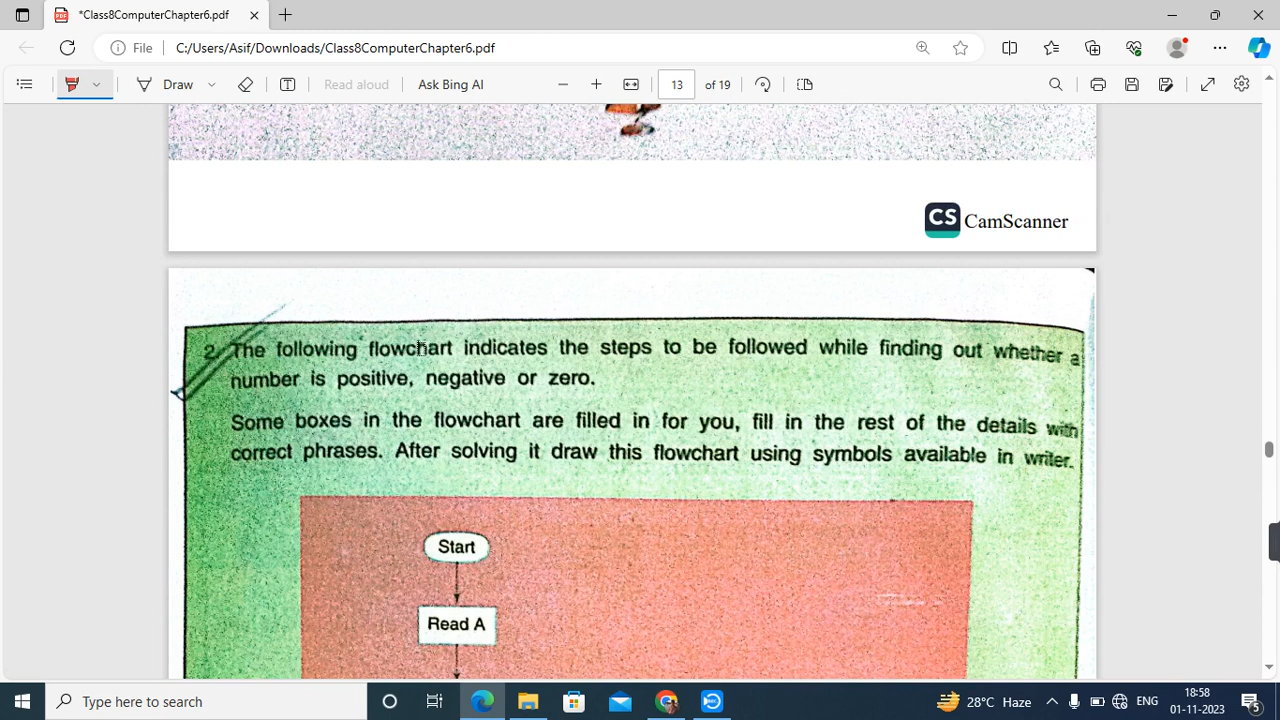 *Class8ComputerChapter6.pdf
File
C:/Users/Asif/Downloads/Class8ComputerChapter6.pdf
Draw
Read aloud
Ask Bing AI
13
of 19
CS CamScanner
2. The following flowchart indicates the steps to be followed while finding out whether a
number is positive, negative or zero.
Some boxes in the flowchart are filled in for you, fill in the rest of the details with
correct phrases. After solving it draw this flowchart using symbols available in writer.
Start
Read A
Type here to search
28°C Haze
ENG
18:58
01-11-2023
5